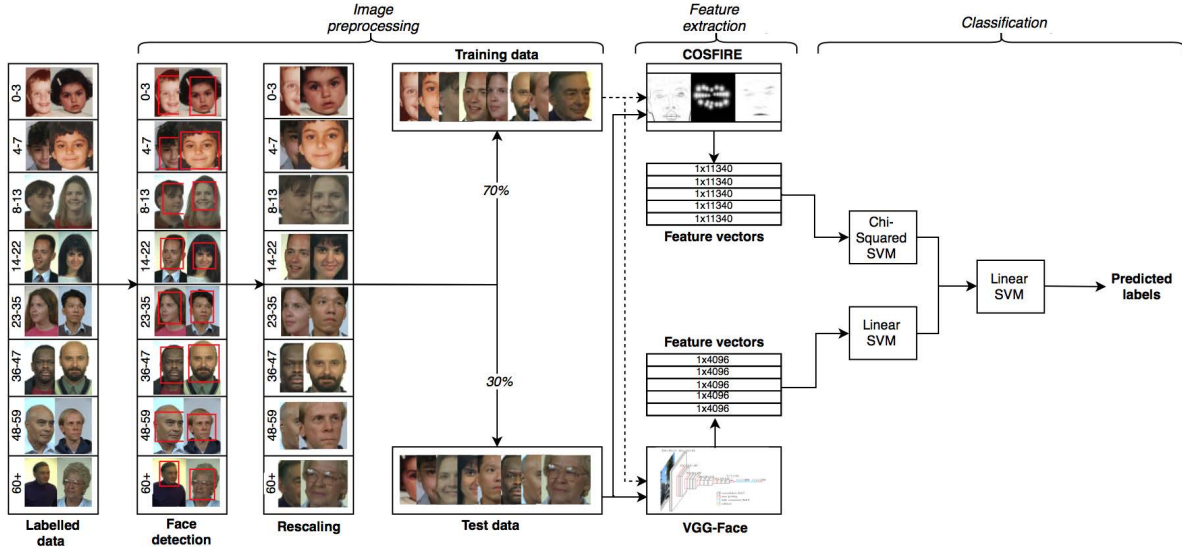 Image
preprocessing
Feature
extraction
Classification
Training data
COSFIRE
0-3
4-7
8-13
14-22
23-35
36-47
48-59
60+
0-3
4-7
8-13
14-22
23-35
36-47
48-59
60+
0-3
4-7
8-13
14-22
23-35
36-47
48-59
60+
70%
30%
1x11340
1x11340
1x11340
1x11340
1x11340
Feature vectors
Chi-
Squared
SVM
Linear
SVM
Linear
SVM
Predicted
labels
Feature vectors
1x4096
1x4096
1x4096
1x4096
1x4096
Labelled
data
Face
detection
Rescaling
Test data
VGG-Face